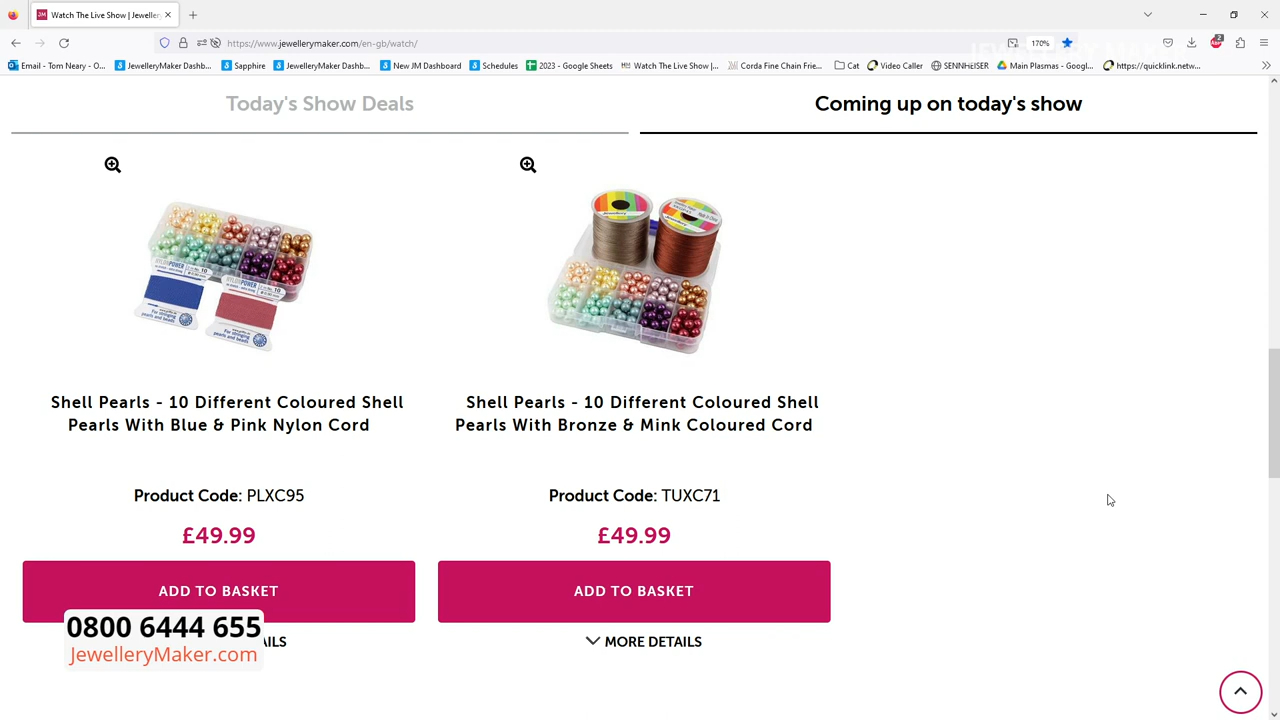 Watch The Live Show | Jeweller
https://www.jewellerymaker.com/en-gb/watch/
170%
2
Email - Tom Neary - O...
JewelleryMaker Dashb...
Sapphire
JewelleryMaker Dashb...
New JM Dashboard
Schedules
2023 - Google Sheets
Watch The Live Show |...
Corda Fine Chain Frie...
Cat
Video Caller
SENNHEISER
Main Plasmas - Googl...
https://quicklink.netw...
Today's Show Deals
Coming up on today's show
Shell Pearls - 10 Different Coloured Shell
Pearls With Blue & Pink Nylon Cord
Product Code: PLXC95
£49.99
ADD TO BASKET
AILS
Shell Pearls - 10 Different Coloured Shell
Pearls With Bronze & Mink Coloured Cord
Product Code: TUXC71
£49.99
ADD TO BASKET
MORE DETAILS
0800 6444 655
JewelleryMaker.com